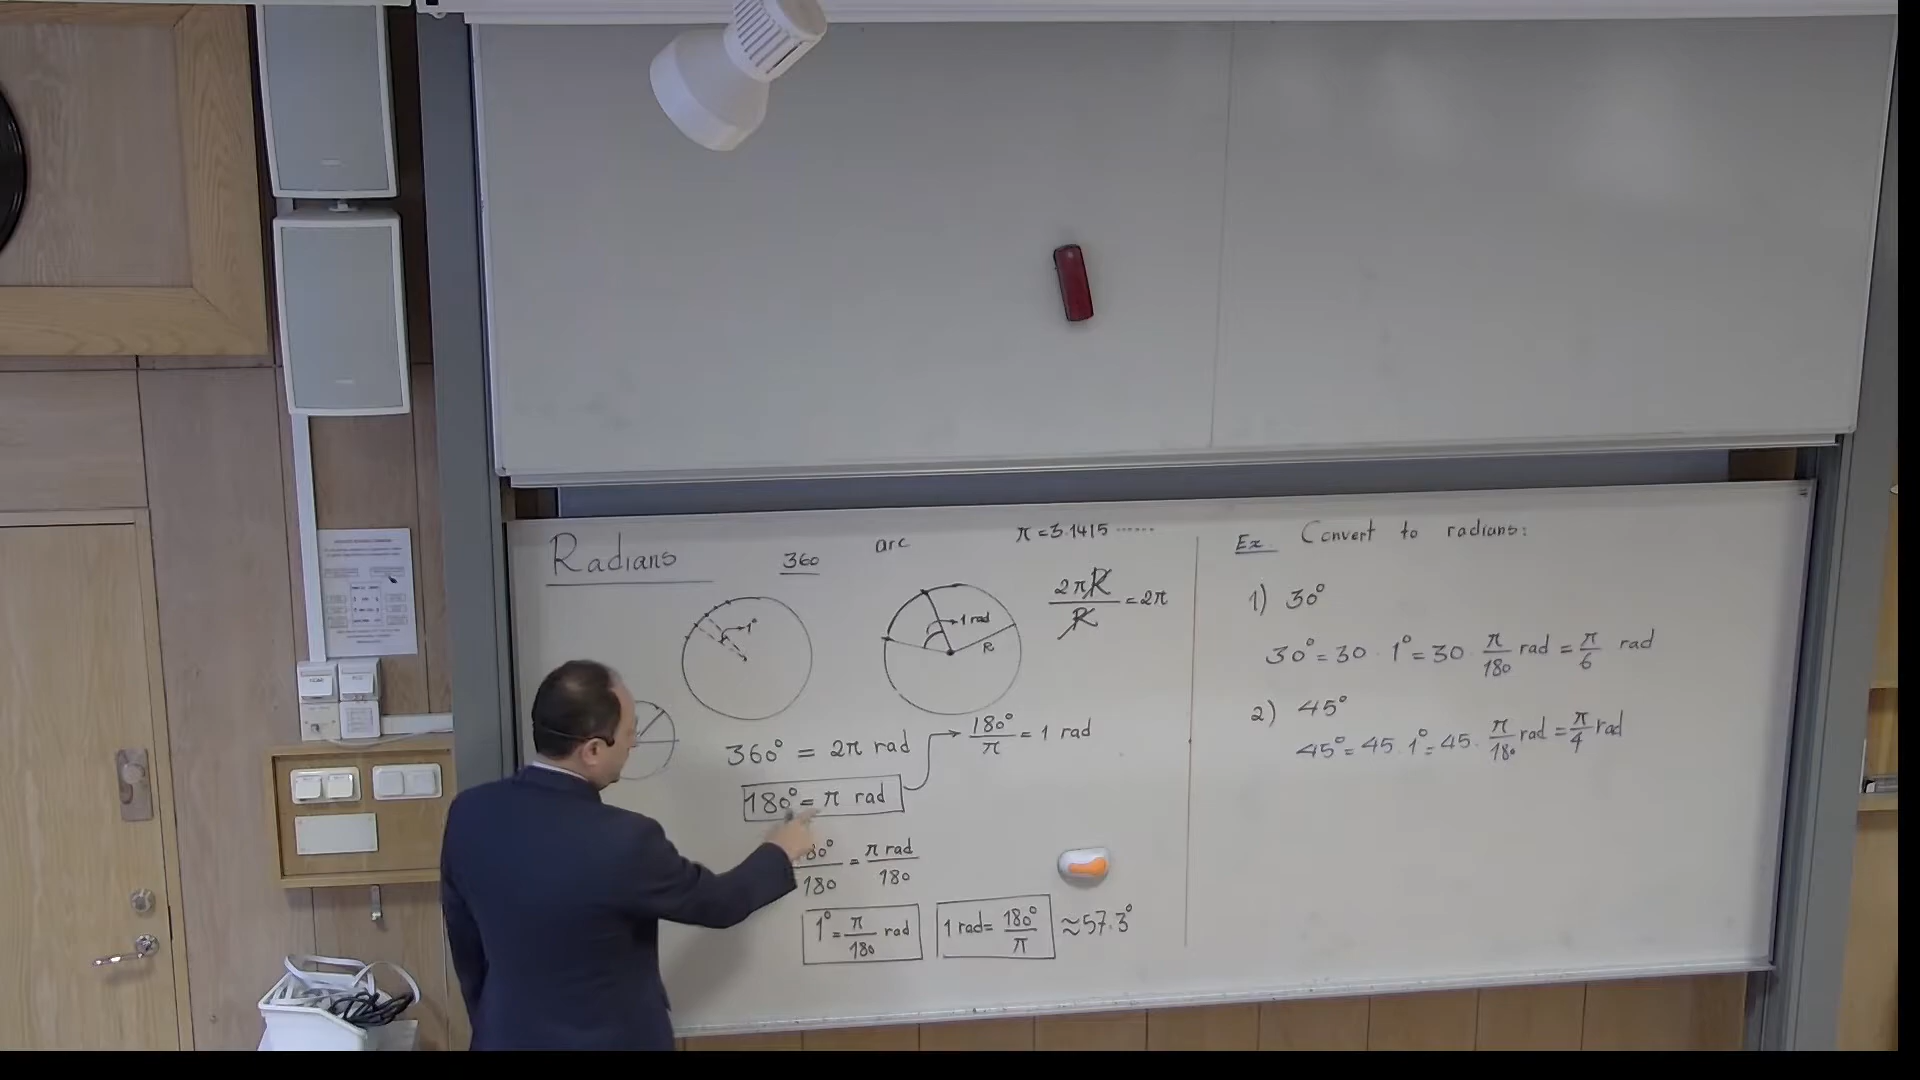 Radians
360
arc
π = 3.1415 ......
1°
1 rad
R
2πR / R = 2π
360° = 2π rad
180° = π rad
180° / π = 1 rad
80° / 180 = π rad / 180
1° = π / 180 rad
1 rad = 180° / π ≈ 57.3°
Ex. Convert to radians:
1) 30°
30° = 30 · 1° = 30 · π / 180 rad = π / 6 rad
2) 45°
45° = 45 · 1° = 45 · π / 180 rad = π / 4 rad